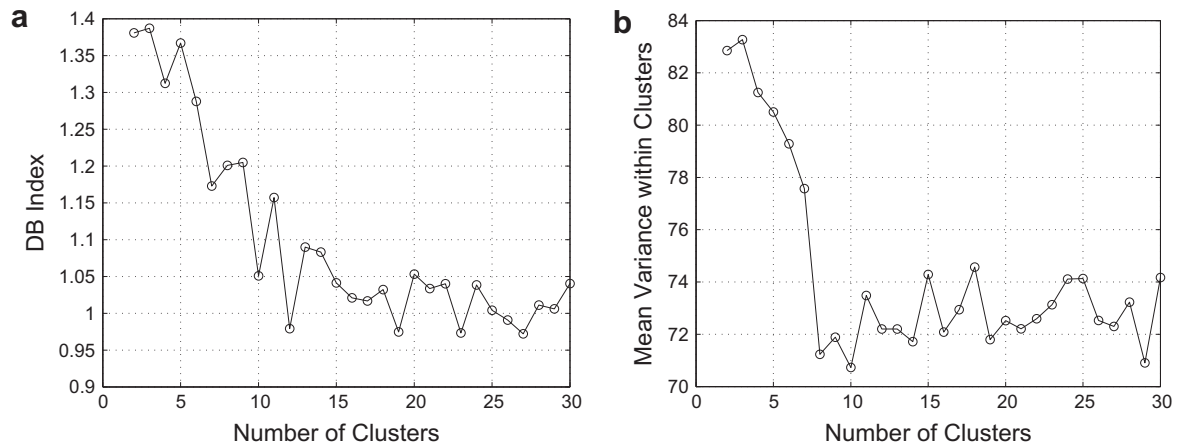 a
1.4
1.35
1.3
1.25
1.2
1.15
1.1
1.05
1
0.95
0.9
DB Index
0 5 10 15 20 25 30
Number of Clusters
b
84
82
80
78
76
74
72
70
Mean Variance within Clusters
0 5 10 15 20 25 30
Number of Clusters